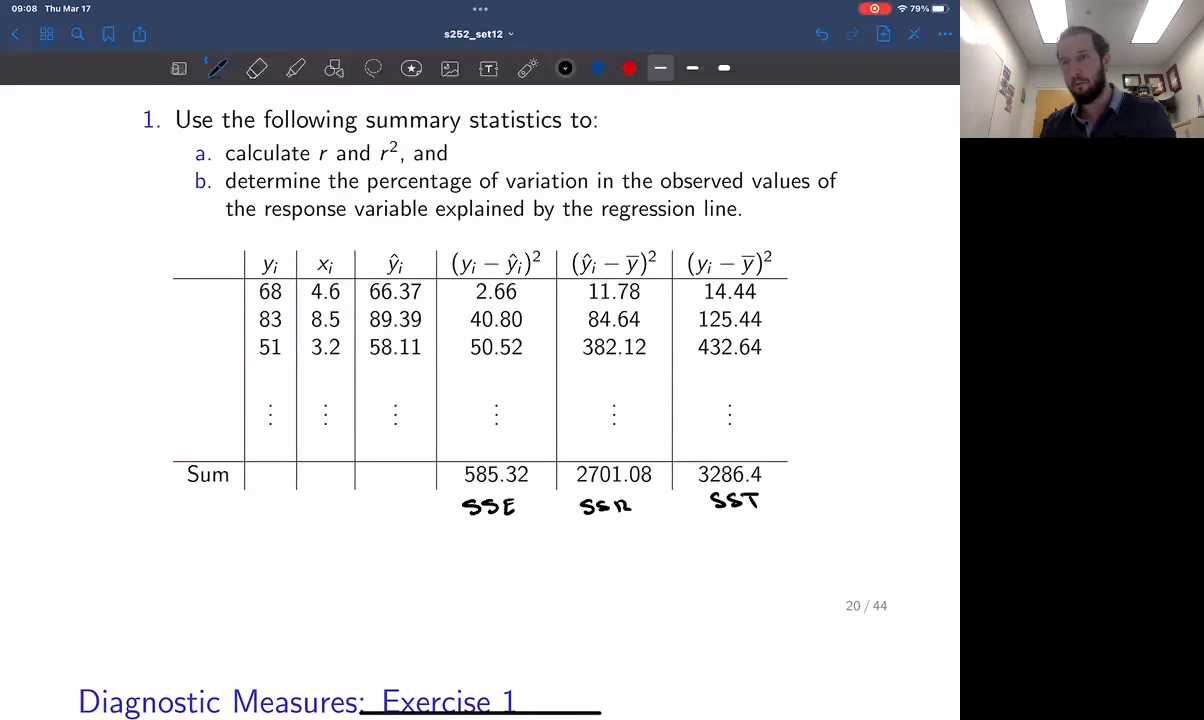 09:08 Thu Mar 17
79%
s252_set12
1. Use the following summary statistics to:
a. calculate r and r², and
b. determine the percentage of variation in the observed values of
the response variable explained by the regression line.
yᵢ xᵢ ŷᵢ (yᵢ − ŷᵢ)² (ŷᵢ − ȳ)² (yᵢ − ȳ)²
68 4.6 66.37 2.66 11.78 14.44
83 8.5 89.39 40.80 84.64 125.44
51 3.2 58.11 50.52 382.12 432.64
⋮ ⋮ ⋮ ⋮ ⋮ ⋮
Sum 585.32 2701.08 3286.4
SSE SSR SST
20 / 44
Diagnostic Measures: Exercise 1